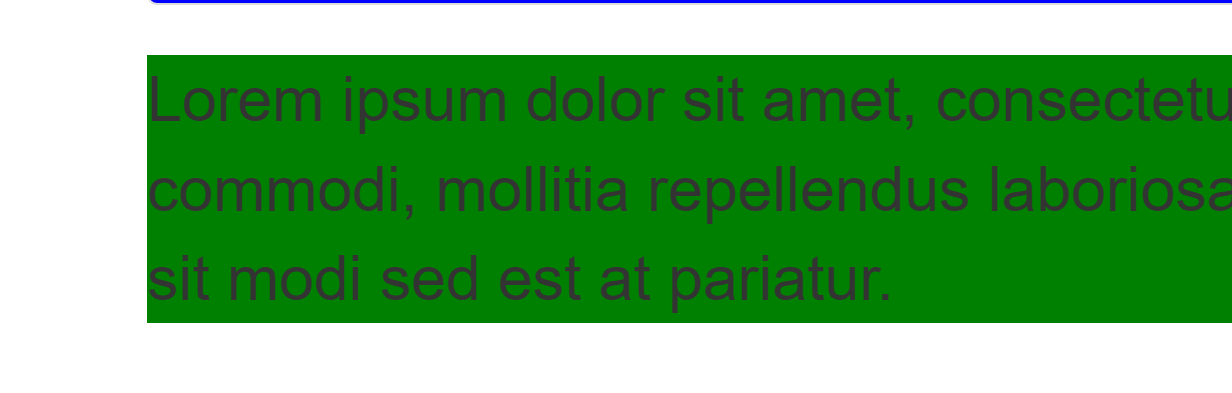 Lorem ipsum dolor sit amet, consectetu
commodi, mollitia repellendus laboriosa
sit modi sed est at pariatur.